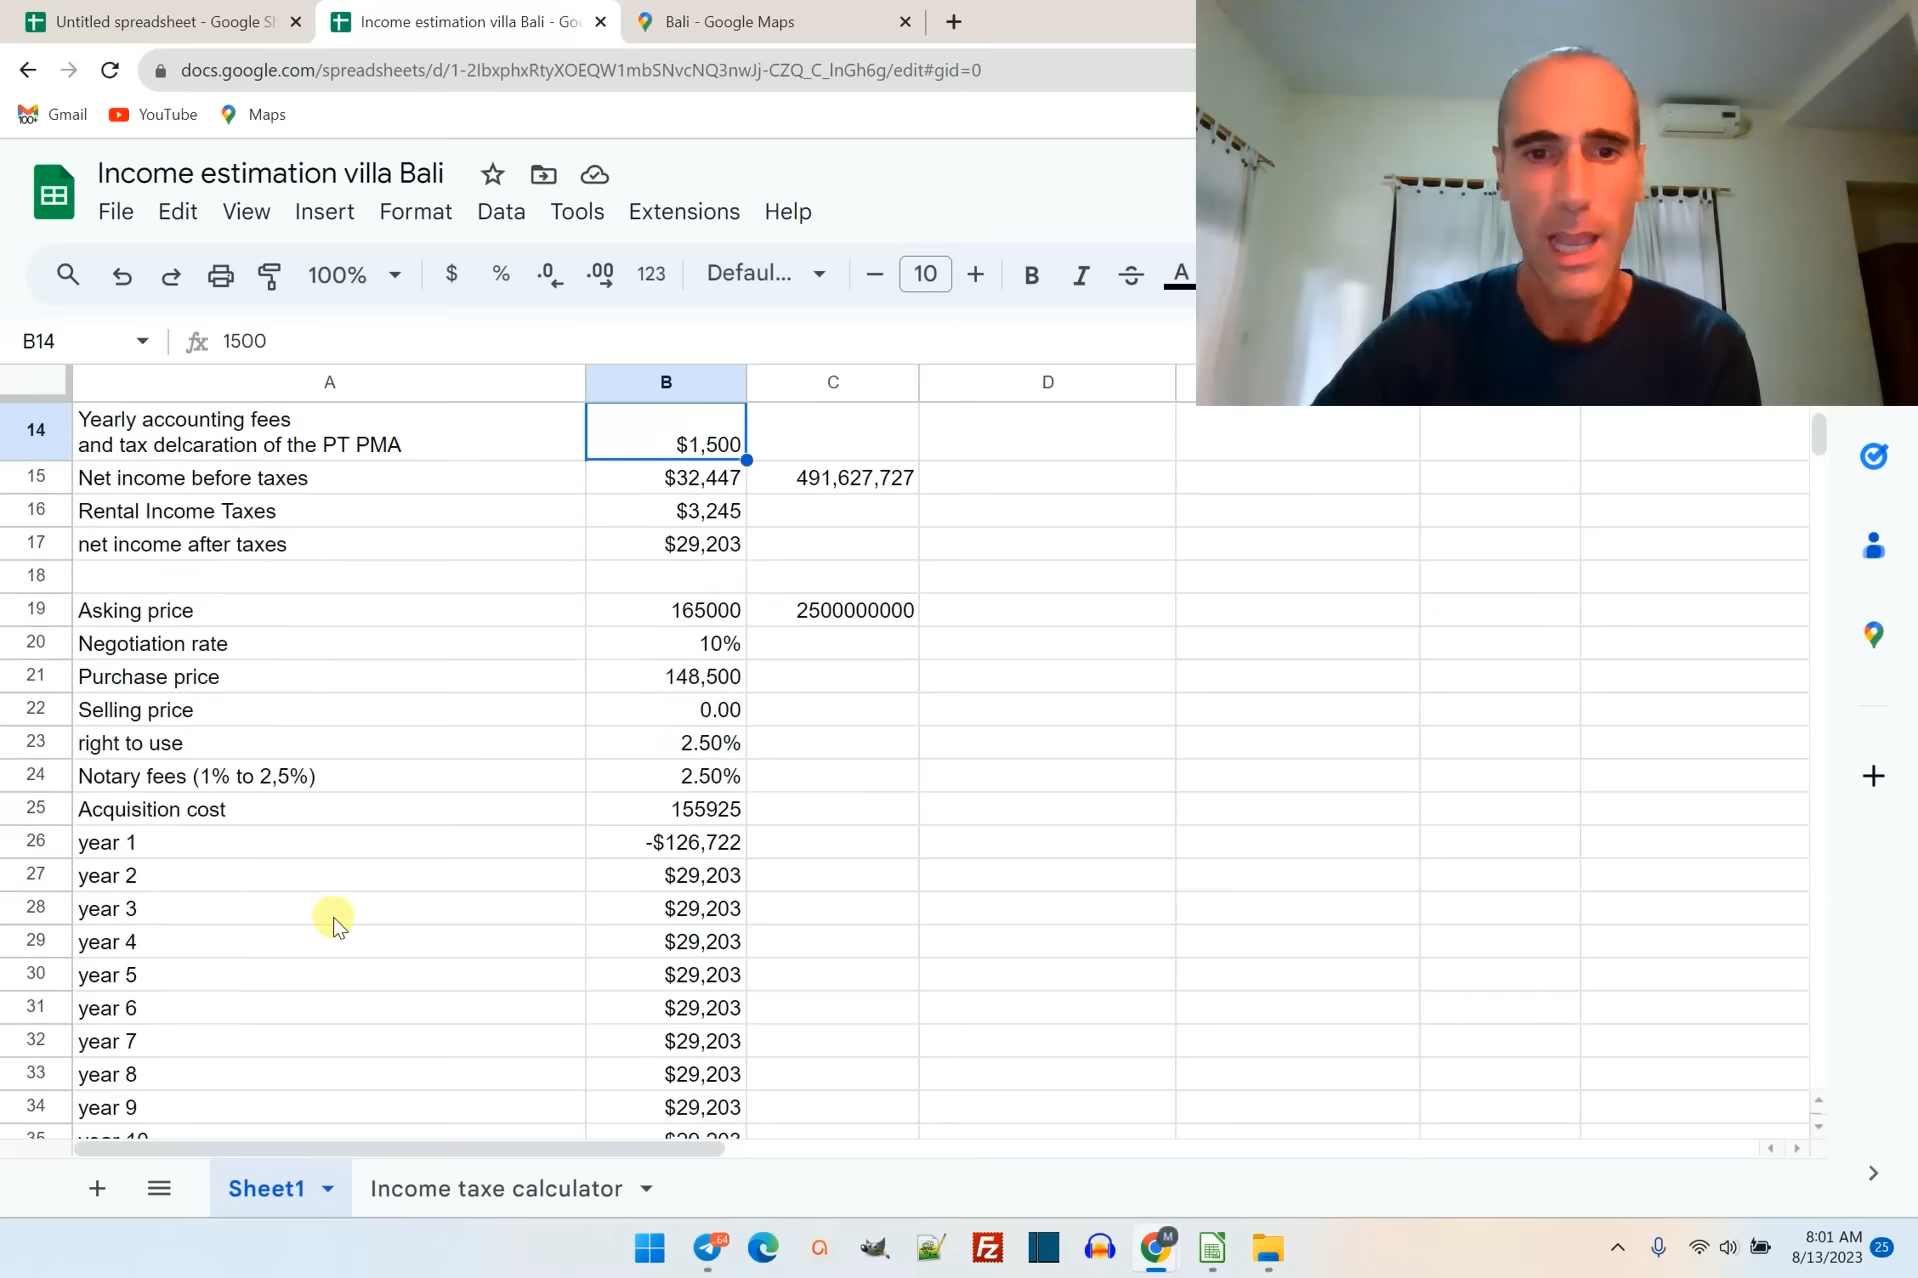 Untitled spreadsheet - Google Sl
Income estimation villa Bali - Goo
Bali - Google Maps
docs.google.com/spreadsheets/d/1-2IbxphxRtyXOEQW1mbSNvcNQ3nwJj-CZQ_C_lnGh6g/edit#gid=0
Gmail
YouTube
Maps
Income estimation villa Bali
File Edit View Insert Format Data Tools Extensions Help
100% $ % .0 .00 123 Defaul... 10 B I S A
B14 fx 1500
A B C D
14 Yearly accounting fees
and tax delcaration of the PT PMA $1,500
15 Net income before taxes $32,447 491,627,727
16 Rental Income Taxes $3,245
17 net income after taxes $29,203
18
19 Asking price 165000 2500000000
20 Negotiation rate 10%
21 Purchase price 148,500
22 Selling price 0.00
23 right to use 2.50%
24 Notary fees (1% to 2,5%) 2.50%
25 Acquisition cost 155925
26 year 1 -$126,722
27 year 2 $29,203
28 year 3 $29,203
29 year 4 $29,203
30 year 5 $29,203
31 year 6 $29,203
32 year 7 $29,203
33 year 8 $29,203
34 year 9 $29,203
35 year 10 $29,203
Sheet1
Income taxe calculator
64
M
8:01 AM
8/13/2023
25